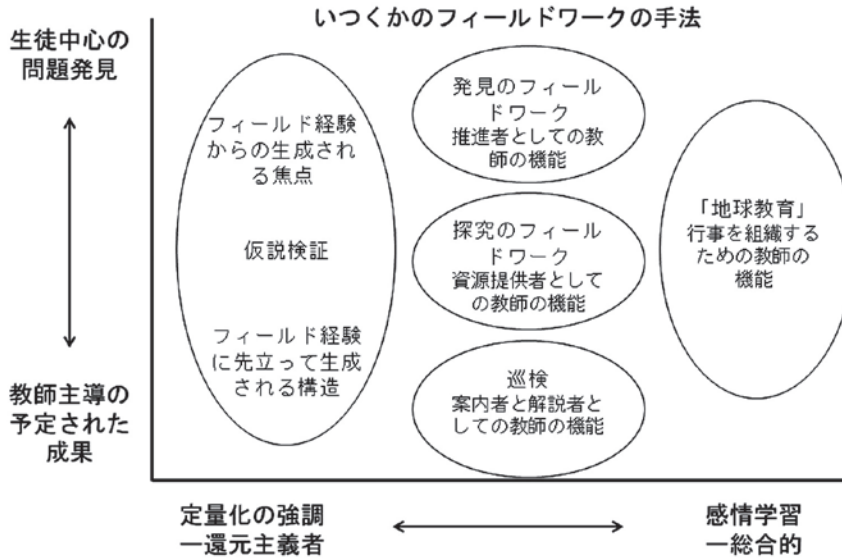 いつくかのフィールドワークの手法
生徒中心の
問題発見
教師主導の
予定された
成果
フィールド経験
からの生成され
る焦点
仮説検証
フィールド経験
に先立って生成
される構造
発見のフィール
ドワーク
推進者としての教
師の機能
探究のフィール
ドワーク
資源提供者として
の教師の機能
巡検
案内者と解説者と
しての教師の機能
「地球教育」
行事を組織する
ための教師の
機能
定量化の強調
―還元主義者
感情学習
―総合的